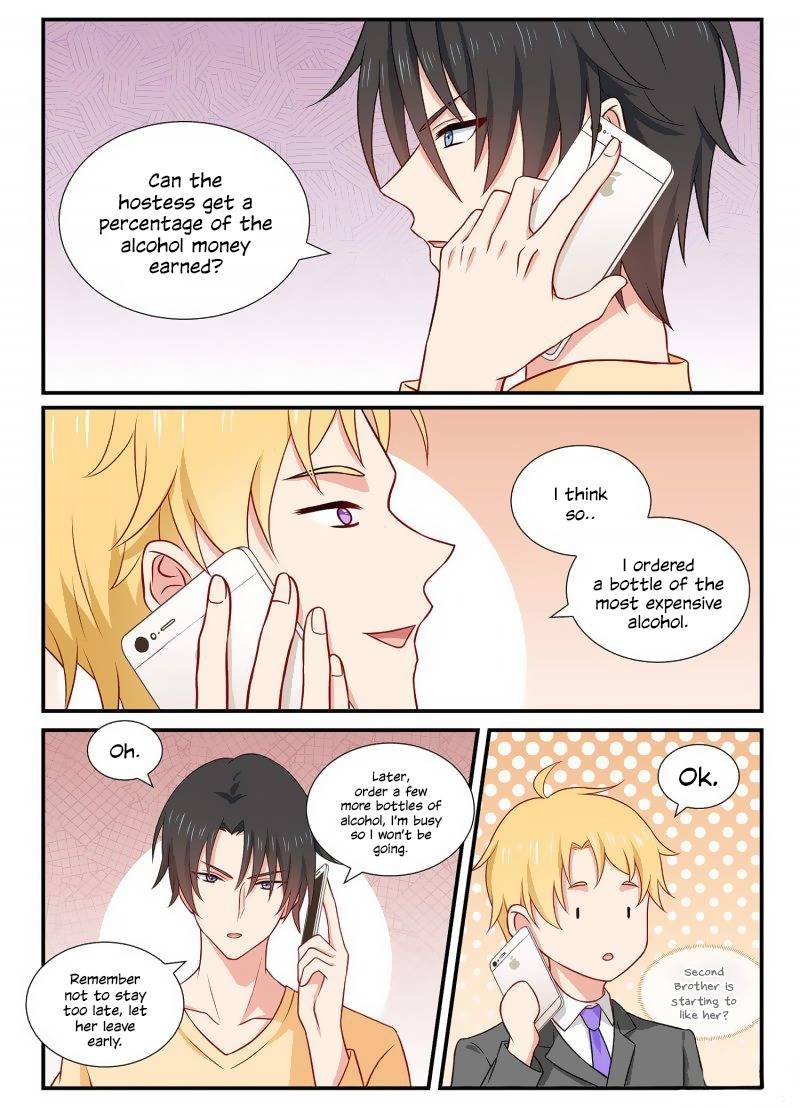 Can the
hostess get a
percentage of the
alcohol money
earned?
I think
so..
I ordered
a bottle of the
most expensive
alcohol.
Oh.
Later,
order a few
more bottles of
alcohol, I'm busy
so I won't be
going.
Remember
not to stay
too late, let
her leave
early.
Ok.
Second
Brother is
starting to
like her?